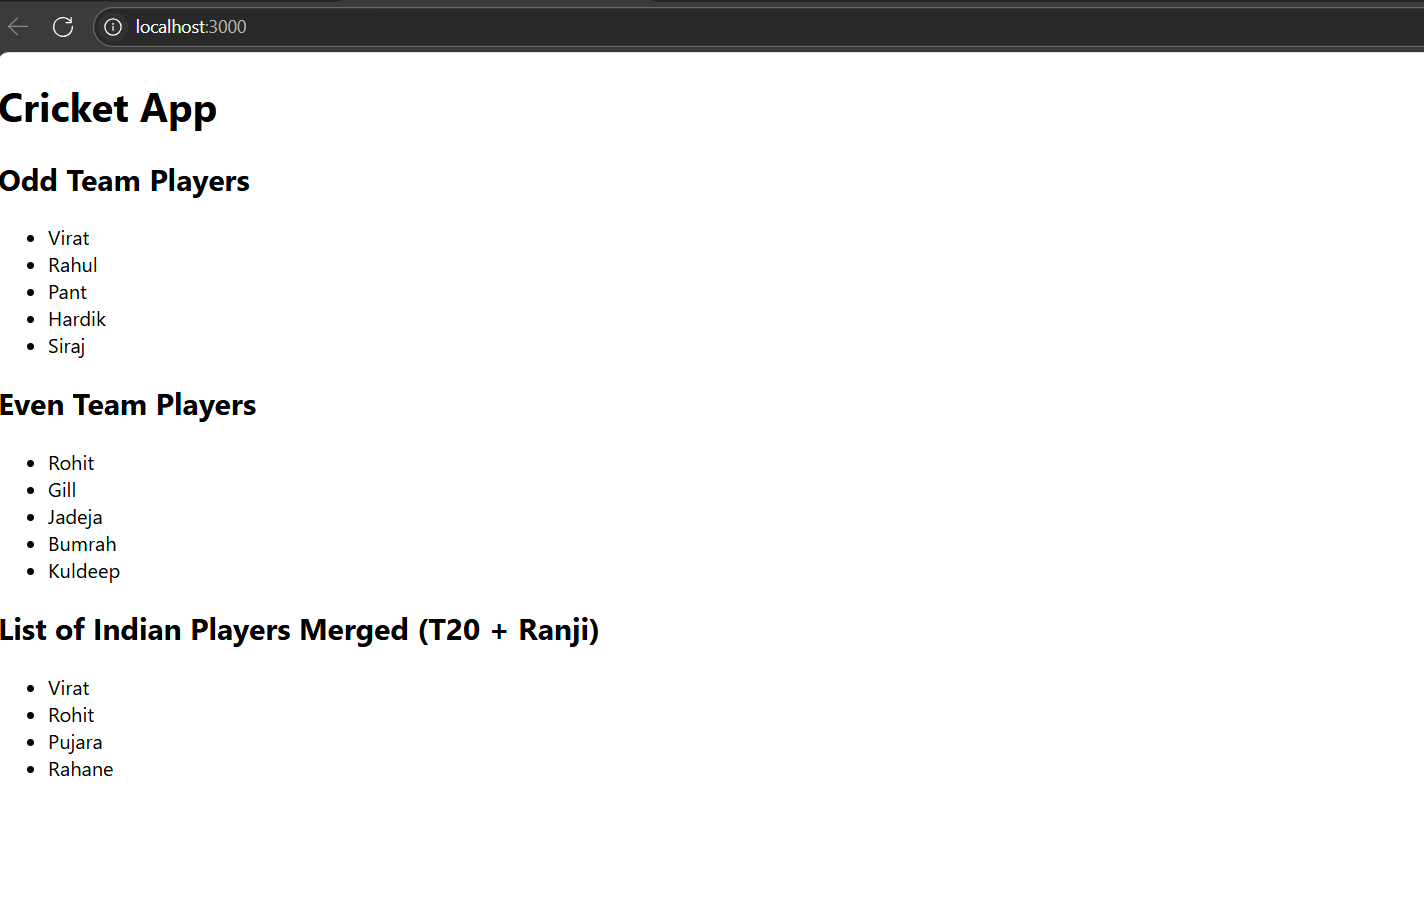 localhost:3000
Cricket App
Odd Team Players
Virat
Rahul
Pant
Hardik
Siraj
Even Team Players
Rohit
Gill
Jadeja
Bumrah
Kuldeep
List of Indian Players Merged (T20 + Ranji)
Virat
Rohit
Pujara
Rahane